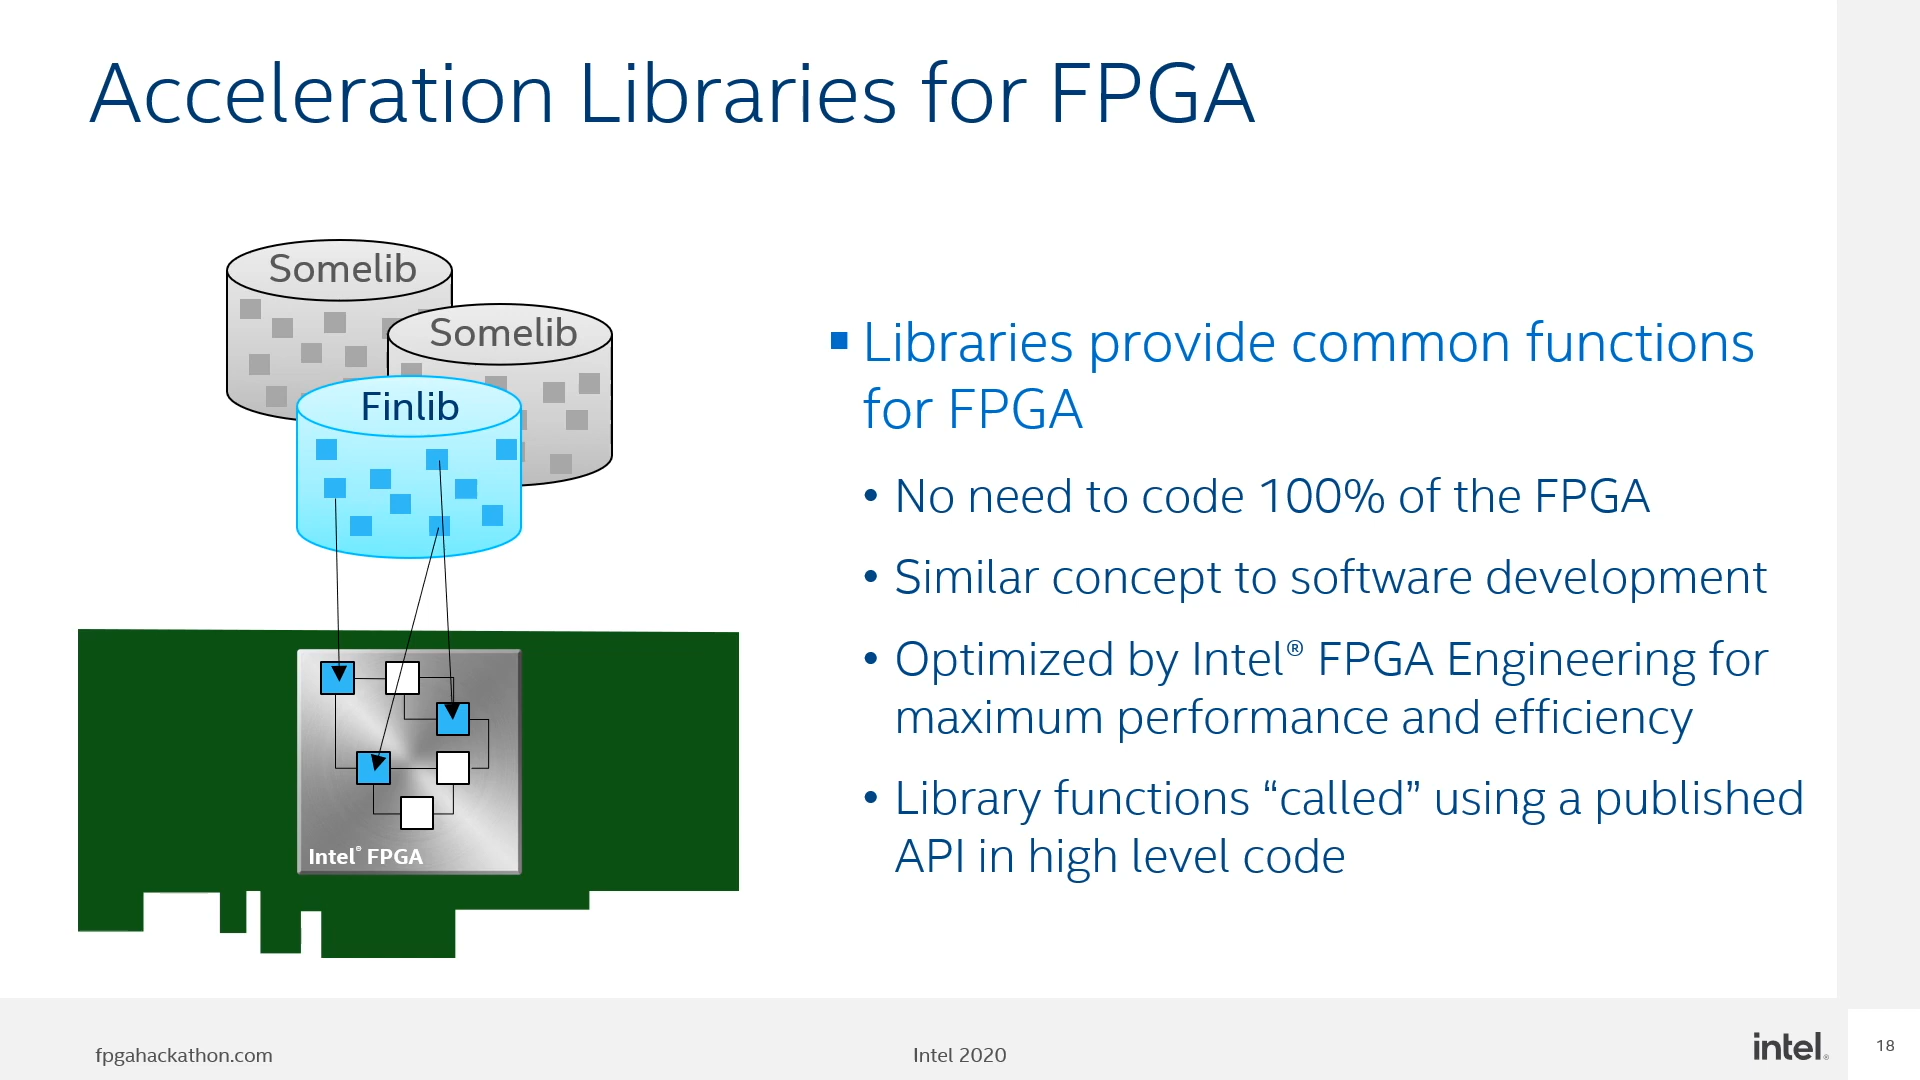 Acceleration Libraries for FPGA
Somelib
Somelib
Finlib
Intel® FPGA
Libraries provide common functions
for FPGA
• No need to code 100% of the FPGA
• Similar concept to software development
• Optimized by Intel® FPGA Engineering for
maximum performance and efficiency
• Library functions “called” using a published
API in high level code
fpgahackathon.com
Intel 2020
intel®
18